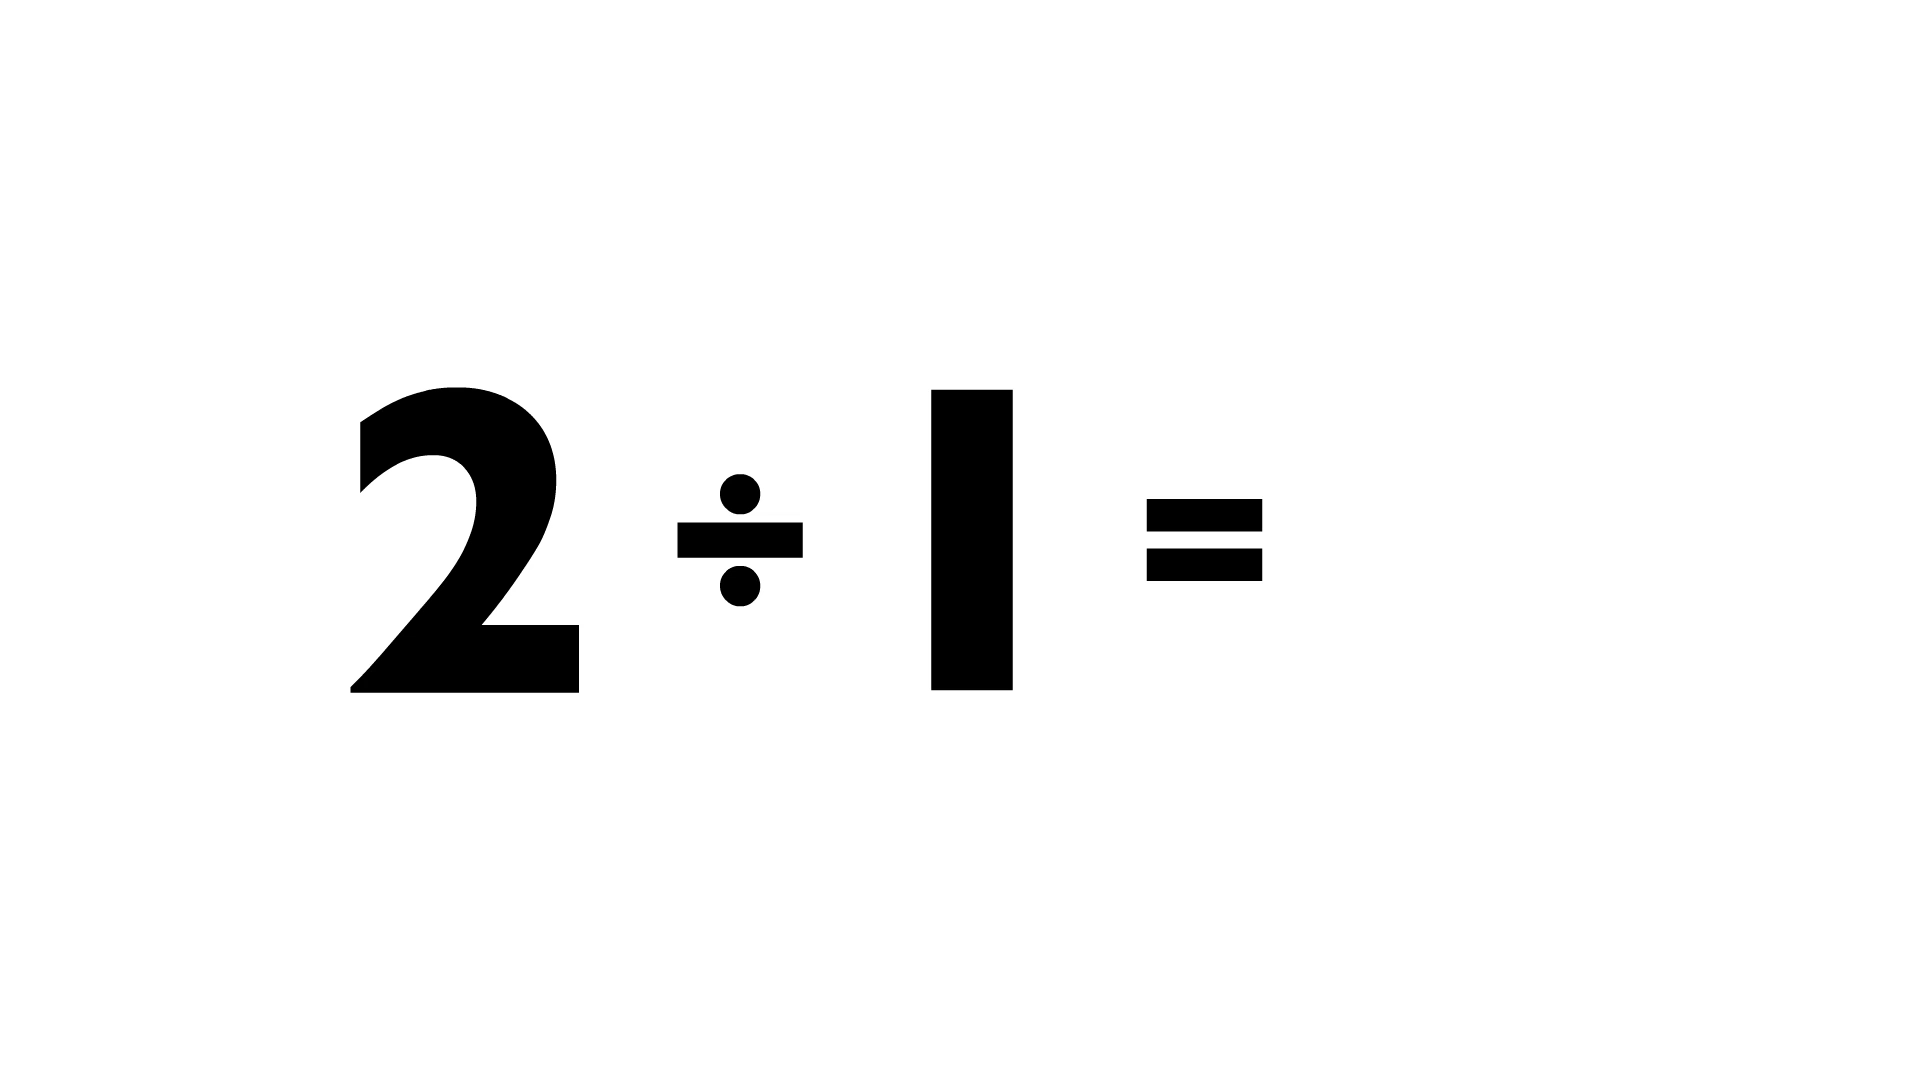 2 ÷ 1 =